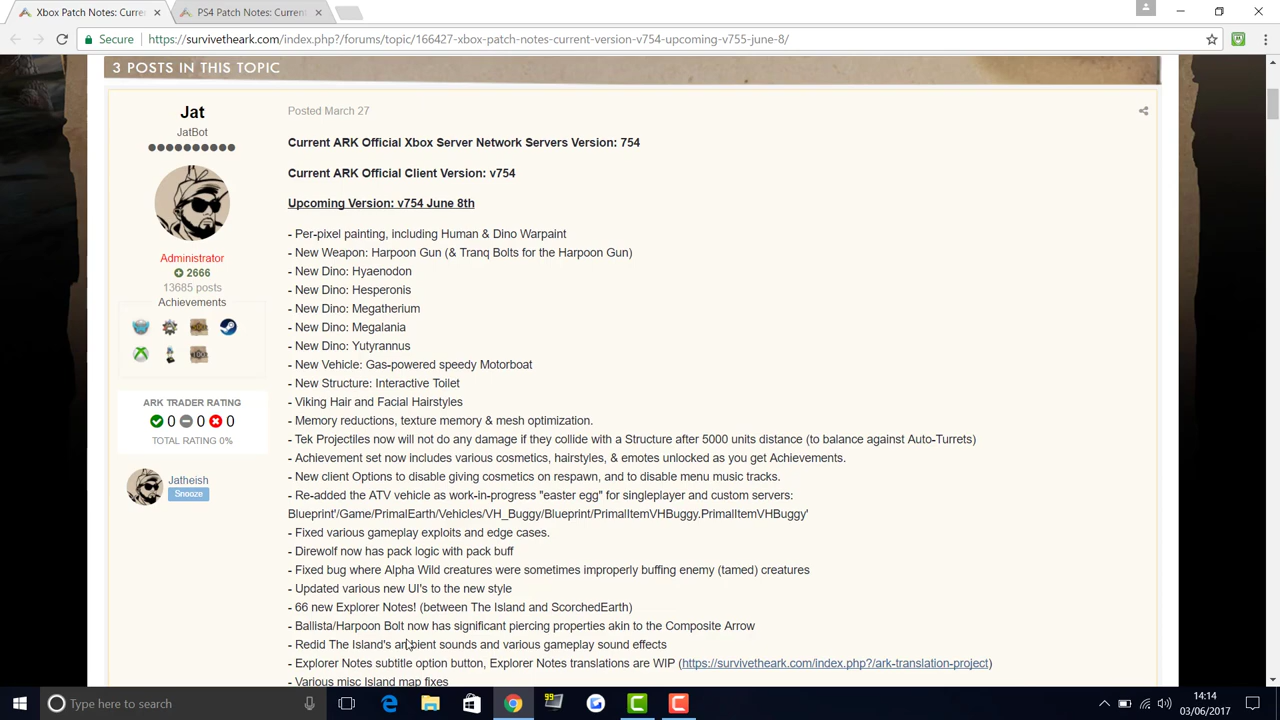 Xbox Patch Notes: Curren
PS4 Patch Notes: Current
Secure
https://survivetheark.com/index.php?/forums/topic/166427-xbox-patch-notes-current-version-v754-upcoming-v755-june-8/
3 POSTS IN THIS TOPIC
Jat
JatBot
Administrator
2666
13685 posts
Achievements
ARK TRADER RATING
0 0 0
TOTAL RATING 0%
Jatheish
Snooze
Posted March 27
Current ARK Official Xbox Server Network Servers Version: 754
Current ARK Official Client Version: v754
Upcoming Version: v754 June 8th
- Per-pixel painting, including Human & Dino Warpaint
- New Weapon: Harpoon Gun (& Tranq Bolts for the Harpoon Gun)
- New Dino: Hyaenodon
- New Dino: Hesperonis
- New Dino: Megatherium
- New Dino: Megalania
- New Dino: Yutyrannus
- New Vehicle: Gas-powered speedy Motorboat
- New Structure: Interactive Toilet
- Viking Hair and Facial Hairstyles
- Memory reductions, texture memory & mesh optimization.
- Tek Projectiles now will not do any damage if they collide with a Structure after 5000 units distance (to balance against Auto-Turrets)
- Achievement set now includes various cosmetics, hairstyles, & emotes unlocked as you get Achievements.
- New client Options to disable giving cosmetics on respawn, and to disable menu music tracks.
- Re-added the ATV vehicle as work-in-progress "easter egg" for singleplayer and custom servers:
Blueprint'/Game/PrimalEarth/Vehicles/VH_Buggy/Blueprint/PrimalItemVHBuggy.PrimalItemVHBuggy'
- Fixed various gameplay exploits and edge cases.
- Direwolf now has pack logic with pack buff
- Fixed bug where Alpha Wild creatures were sometimes improperly buffing enemy (tamed) creatures
- Updated various new UI's to the new style
- 66 new Explorer Notes! (between The Island and ScorchedEarth)
- Ballista/Harpoon Bolt now has significant piercing properties akin to the Composite Arrow
- Redid The Island's ambient sounds and various gameplay sound effects
- Explorer Notes subtitle option button, Explorer Notes translations are WIP (https://survivetheark.com/index.php?/ark-translation-project)
- Various misc Island map fixes
Type here to search
99
14:14
03/06/2017